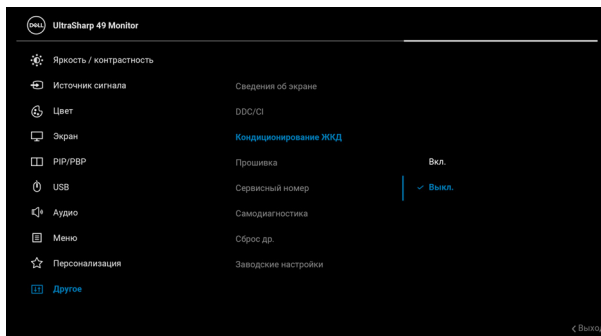 DELL UltraSharp 49 Monitor
Яркость / контрастность
Источник сигнала Сведения об экране
Цвет DDC/CI
Экран Кондиционирование ЖКД
PIP/PBP Прошивка Вкл.
USB Сервисный номер Выкл.
Аудио Самодиагностика
Меню Сброс др.
Персонализация Заводские настройки
Другое
Выход